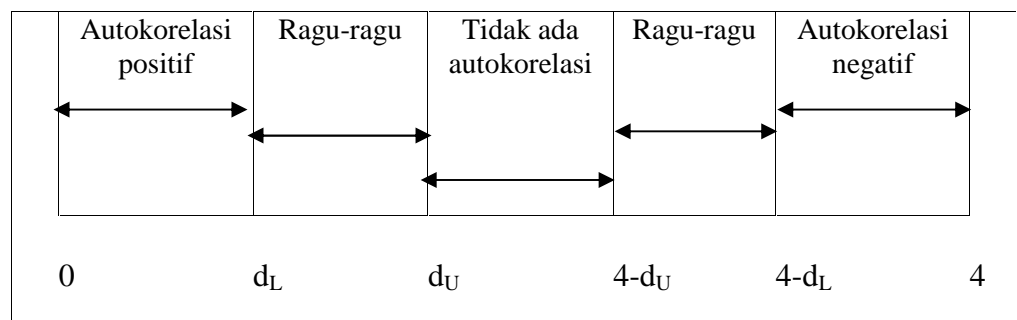 Autokorelasi positif
Ragu-ragu
Tidak ada autokorelasi
Ragu-ragu
Autokorelasi negatif
0 dL dU 4-dU 4-dL 4